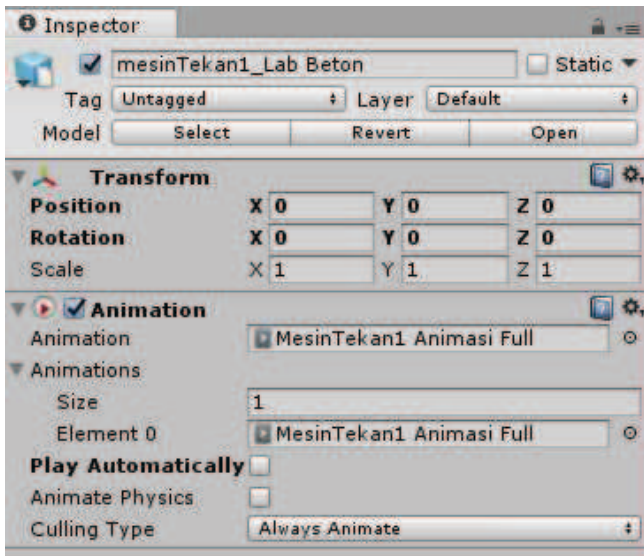 Inspector
mesinTekan1_Lab Beton Static
Tag Untagged Layer Default
Model Select Revert Open
Transform
Position X 0 Y 0 Z 0
Rotation X 0 Y 0 Z 0
Scale X 1 Y 1 Z 1
Animation
Animation MesinTekan1 Animasi Full
Animations
Size 1
Element 0 MesinTekan1 Animasi Full
Play Automatically
Animate Physics
Culling Type Always Animate